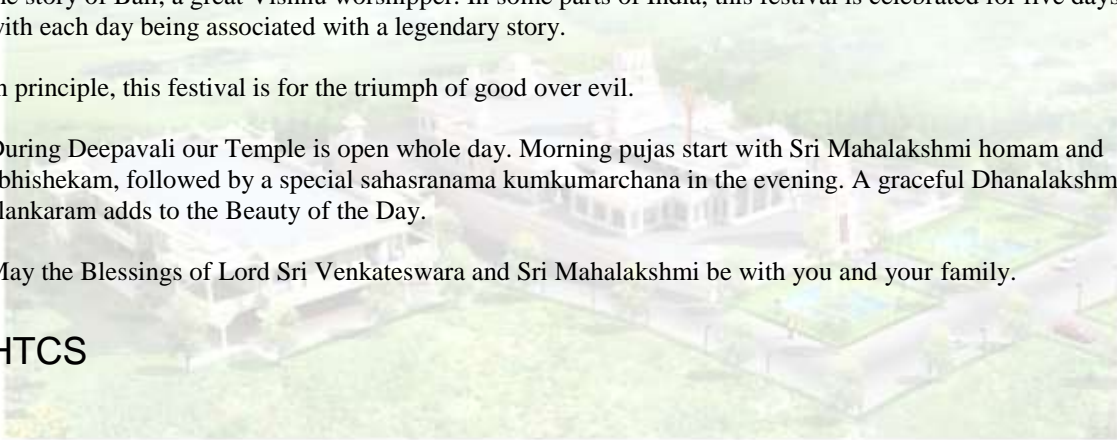 the story of Bali, a great Vishnu worshipper. In some parts of India, this festival is celebrated for five days
with each day being associated with a legendary story.
In principle, this festival is for the triumph of good over evil.
During Deepavali our Temple is open whole day. Morning pujas start with Sri Mahalakshmi homam and
abhishekam, followed by a special sahasranama kumkumarchana in the evening. A graceful Dhanalakshmi
alankaram adds to the Beauty of the Day.
May the Blessings of Lord Sri Venkateswara and Sri Mahalakshmi be with you and your family.
HTCS